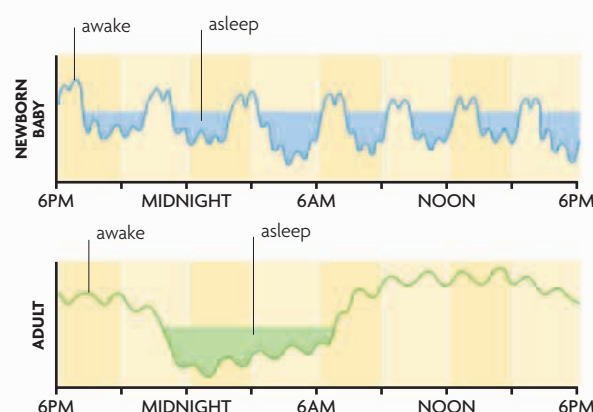 awake
asleep
NEWBORN
BABY
6PM MIDNIGHT 6AM NOON 6PM
awake
asleep
ADULT
6PM MIDNIGHT 6AM NOON 6PM